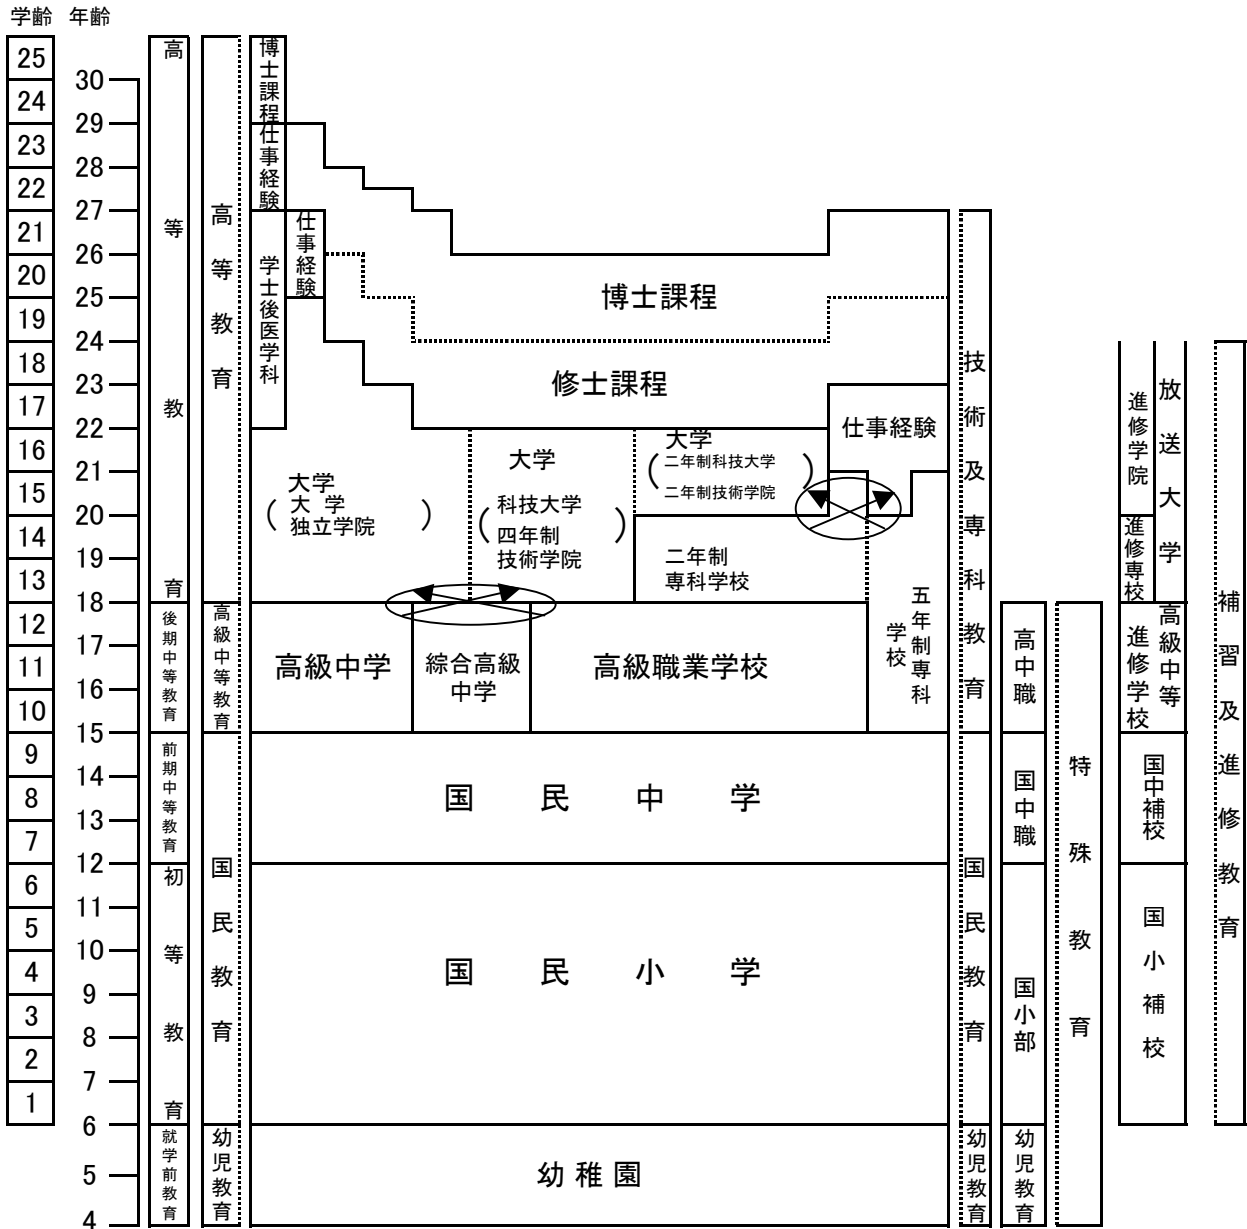 学齢 年齢
25
24
23
22
21
20
19
18
17
16
15
14
13
12
11
10
9
8
7
6
5
4
3
2
1
30
29
28
27
26
25
24
23
22
21
20
19
18
17
16
15
14
13
12
11
10
9
8
7
6
5
4
高等教育
後期中等教育
前期中等教育
初等教育
就学前教育
高等教育
高級中等教育
国民教育
幼児教育
博士課程
仕事経験
学士後医学科
仕事経験
博士課程
修士課程
仕事経験
大学
(大学
独立学院)
大学
(科技大学
四年制
技術学院)
大学
(二年制科技大学
二年制技術学院)
二年制
専科学校
五年制専科
学校
高級中学
綜合高級
中学
高級職業学校
国民中学
国民小学
幼稚園
技術及専科教育
国民教育
幼児教育
高中職
国中職
国小部
幼児教育
特殊教育
進修学院
放送大学
進修専校
高級中等
進修学校
国中補校
国小補校
補習及進修教育